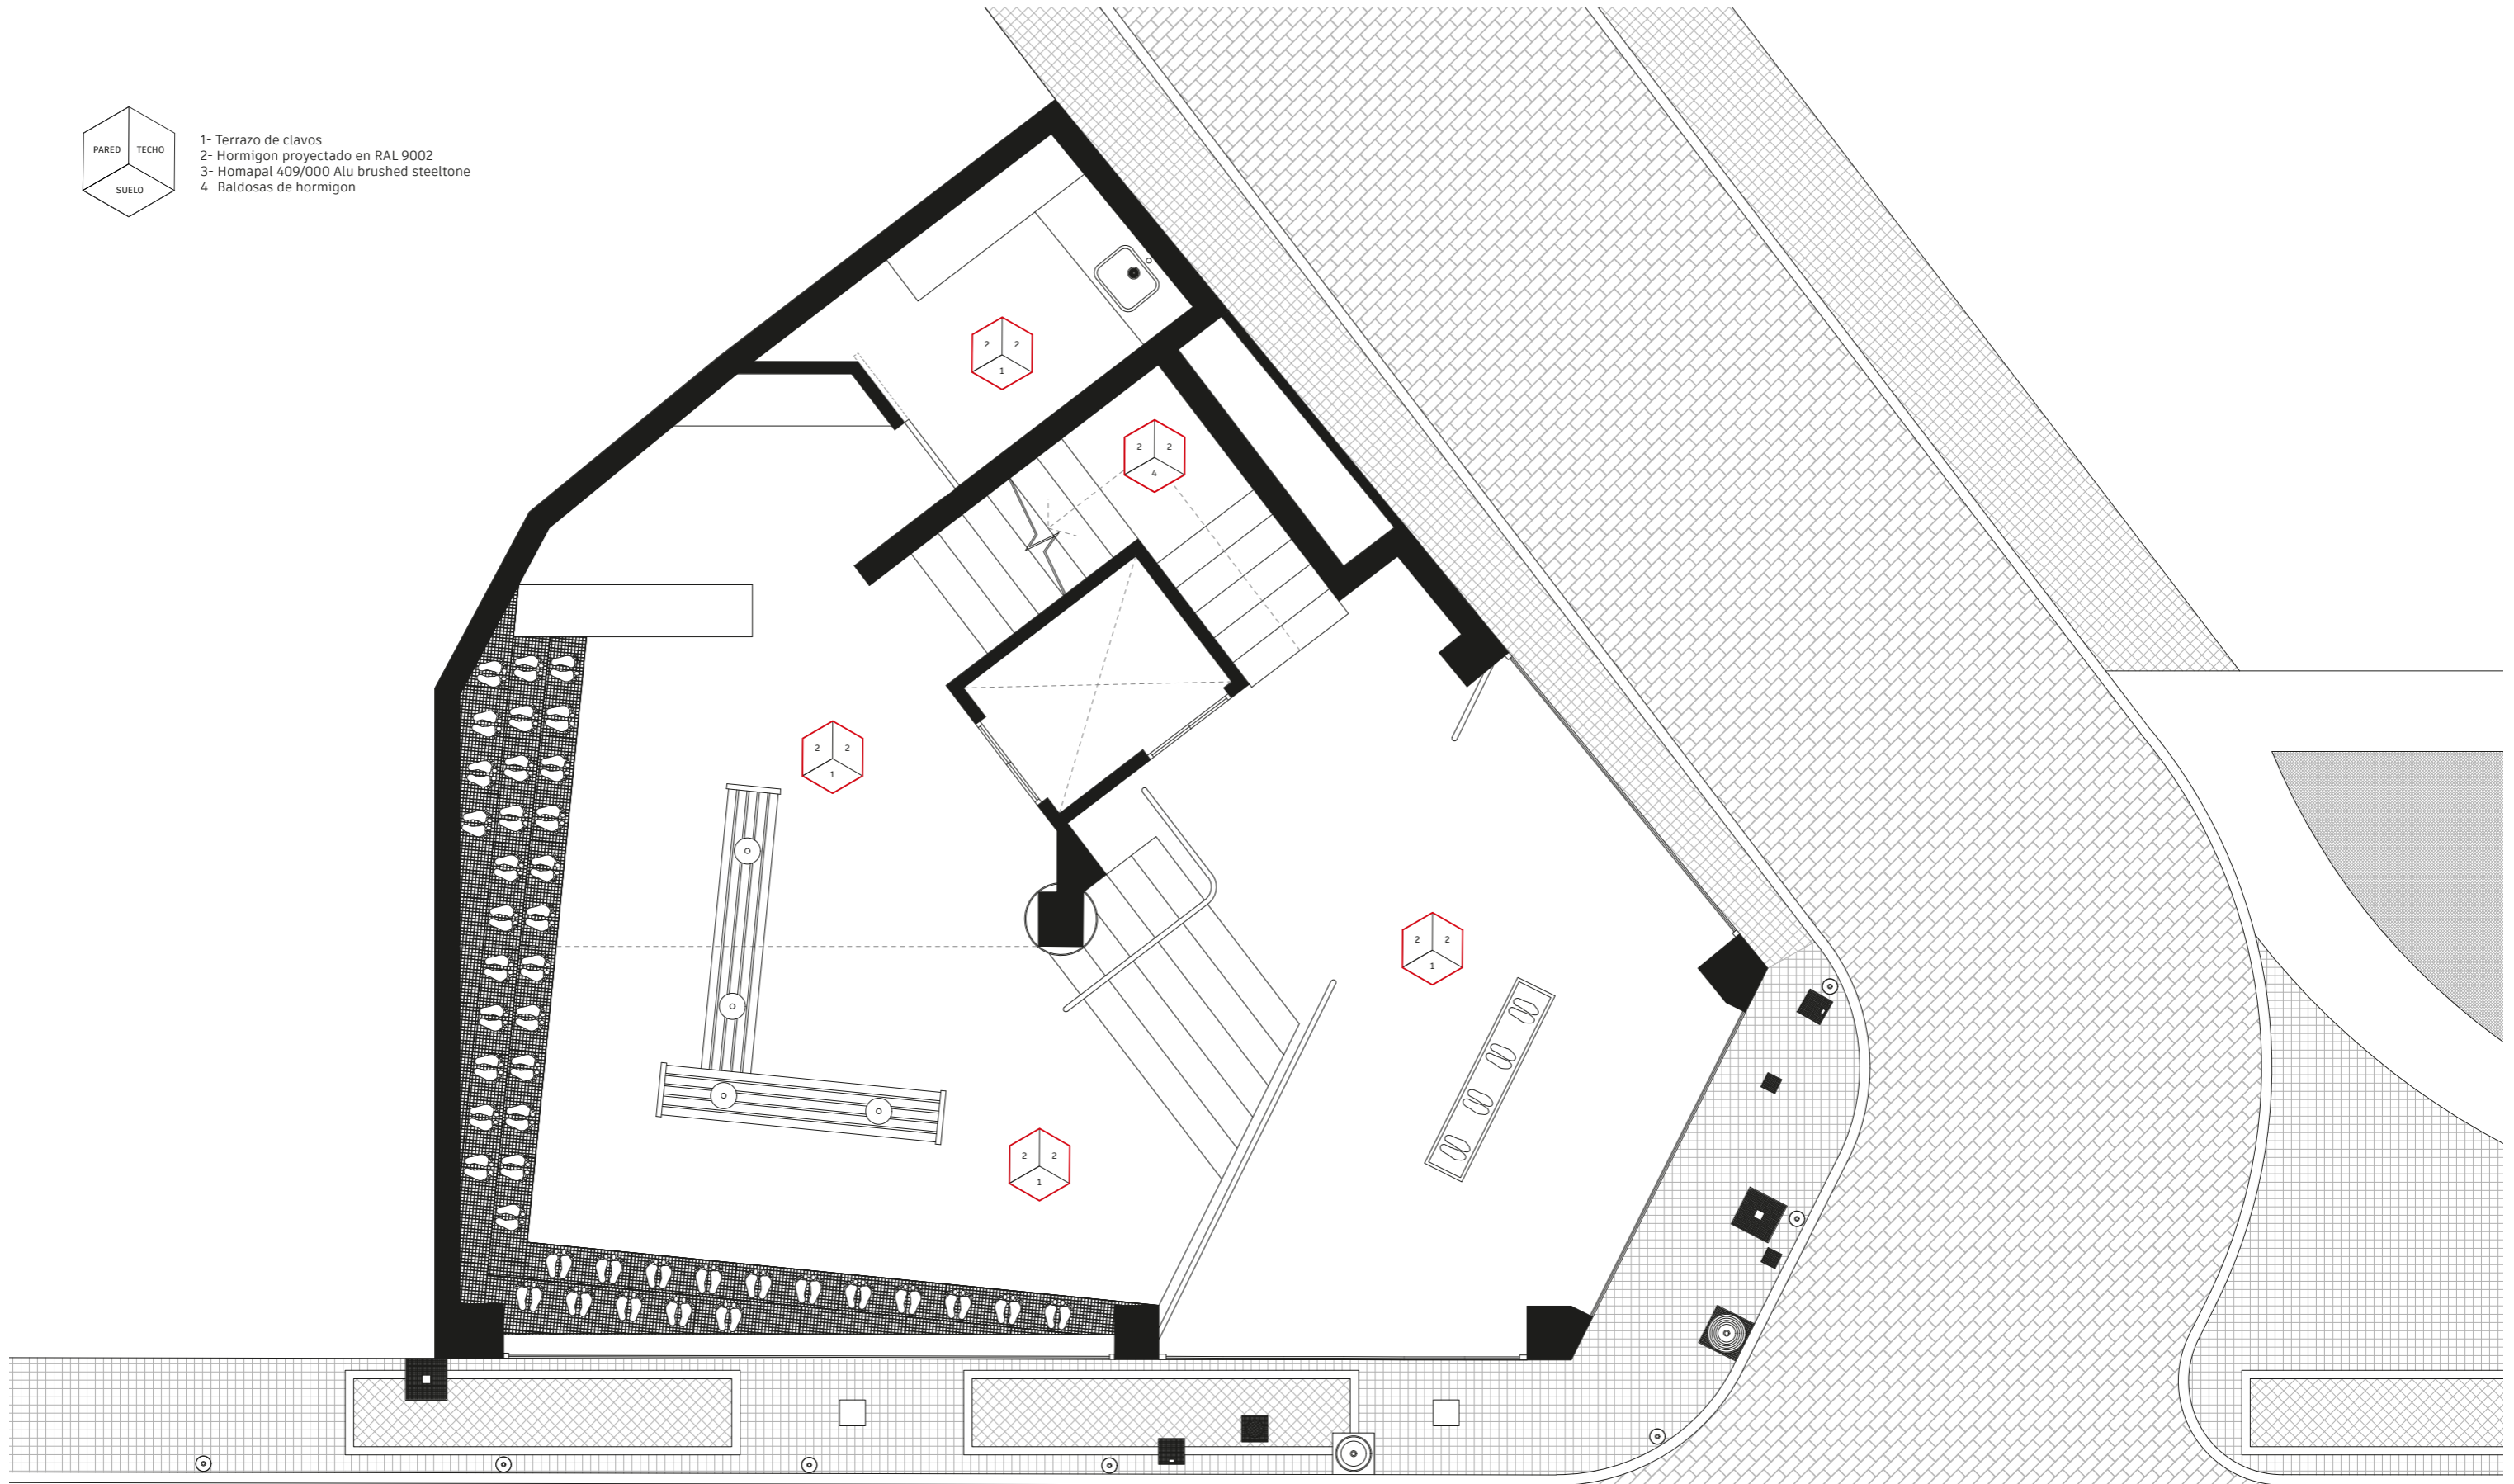 1- Terrazo de clavos
2- Hormigon proyectado en RAL 9002
3- Homapal 409/000 Alu brushed steeltone
4- Baldosas de hormigon
PARED TECHO
SUELO
2 2
1
2 2
4
2 2
1
2 2
1
2 2
1